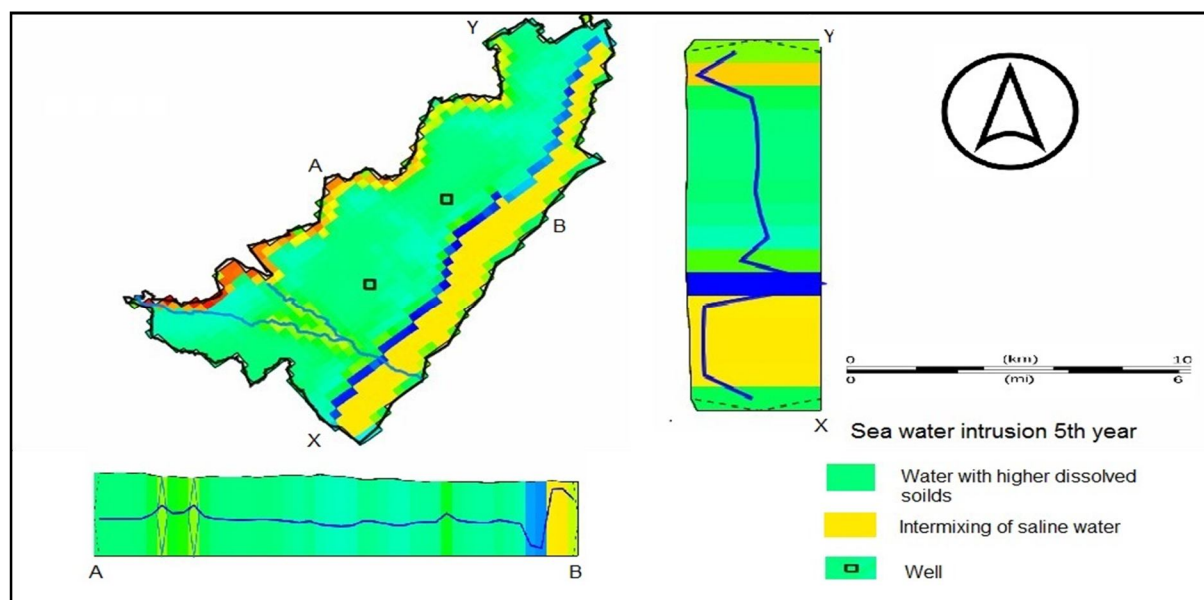 Y
A
B
X
Y
X
0 (km) 10
0 (mi) 6
Sea water intrusion 5th year
Water with higher dissolved
soilds
Intermixing of saline water
Well
A B